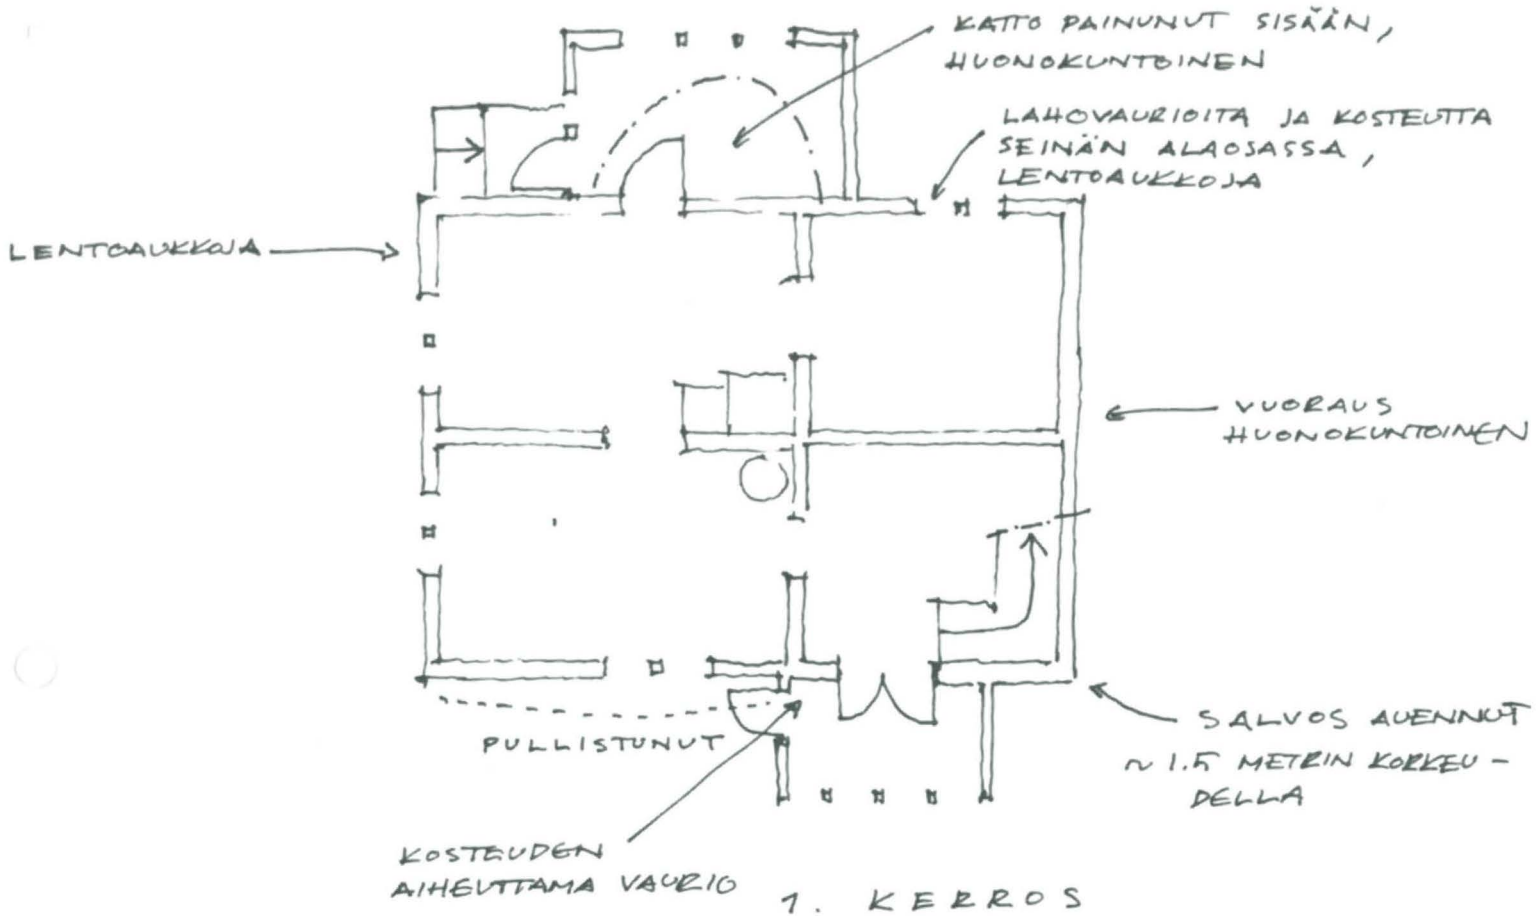 KATTO PAINUNUT SISÄÄN,
HUONOKUNTOINEN
LAHOVAURIOITA JA KOSTEUTTA
SEINÄN ALAOSASSA,
LENTOAUKKOJA
LENTOAUKKOJA
VUORAUS
HUONOKUNTOINEN
SALVOS AUENNUT
~ 1.5 METRIN KORKEU-
DELLA
PULLISTUNUT
KOSTEUDEN
AIHEUTTAMA VAURIO
1. KERROS